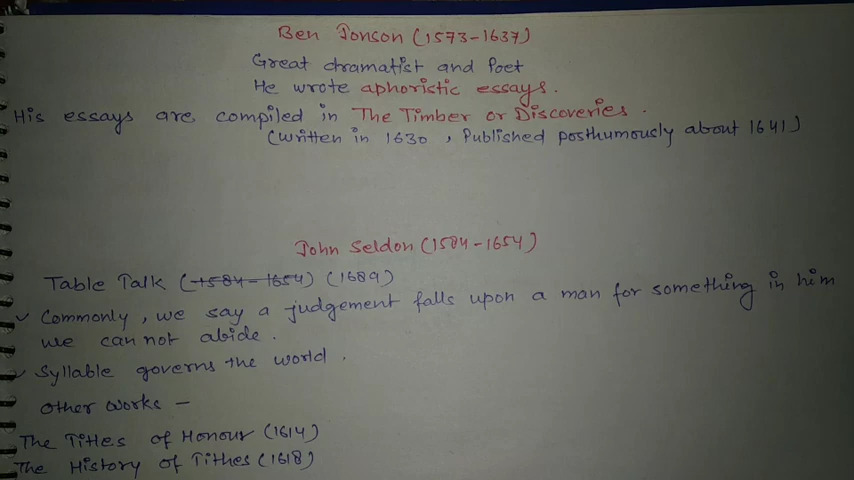 Ben Jonson (1573-1637)
Great dramatist and Poet
He wrote aphoristic essays.
His essays are compiled in The Timber or Discoveries.
(written in 1630, Published posthumously about 1641)
John Seldon (1584-1654)
Table Talk (1584-1654) (1689)
✓ Commonly, we say a judgement falls upon a man for something in him
we can not abide.
✓ Syllable governs the world.
Other works -
The Titles of Honour (1614)
The History of Tithes (1618)